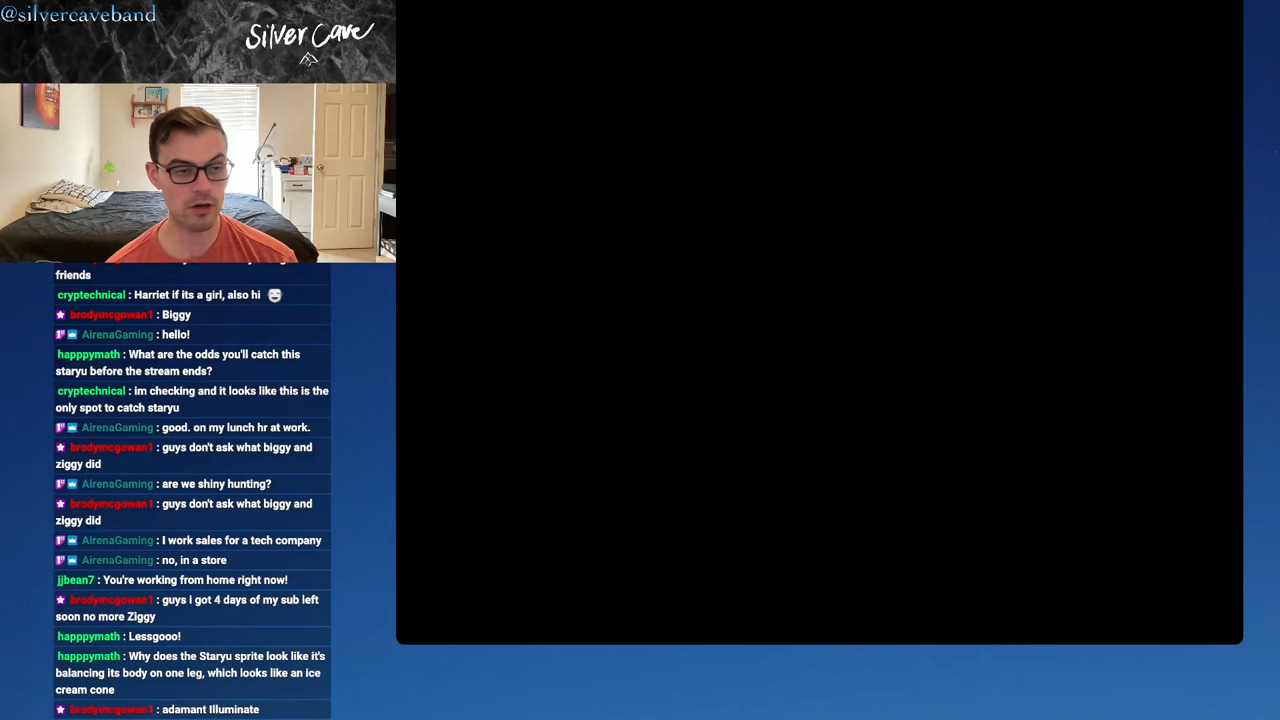 @silvercaveband
Silver Cave
friends
cryptechnical : Harriet if its a girl, also hi
brodymcgowan1 : Biggy
AirenaGaming : hello!
happpymath : What are the odds you'll catch this
staryu before the stream ends?
cryptechnical : im checking and it looks like this is the
only spot to catch staryu
AirenaGaming : good. on my lunch hr at work.
brodymcgowan1 : guys don't ask what biggy and
ziggy did
AirenaGaming : are we shiny hunting?
brodymcgowan1 : guys don't ask what biggy and
ziggy did
AirenaGaming : I work sales for a tech company
AirenaGaming : no, in a store
jjbean7 : You're working from home right now!
brodymcgowan1 : guys i got 4 days of my sub left
soon no more Ziggy
happpymath : Lessgooo!
happpymath : Why does the Staryu sprite look like it's
balancing its body on one leg, which looks like an ice
cream cone
brodymcgowan1 : adamant Illuminate